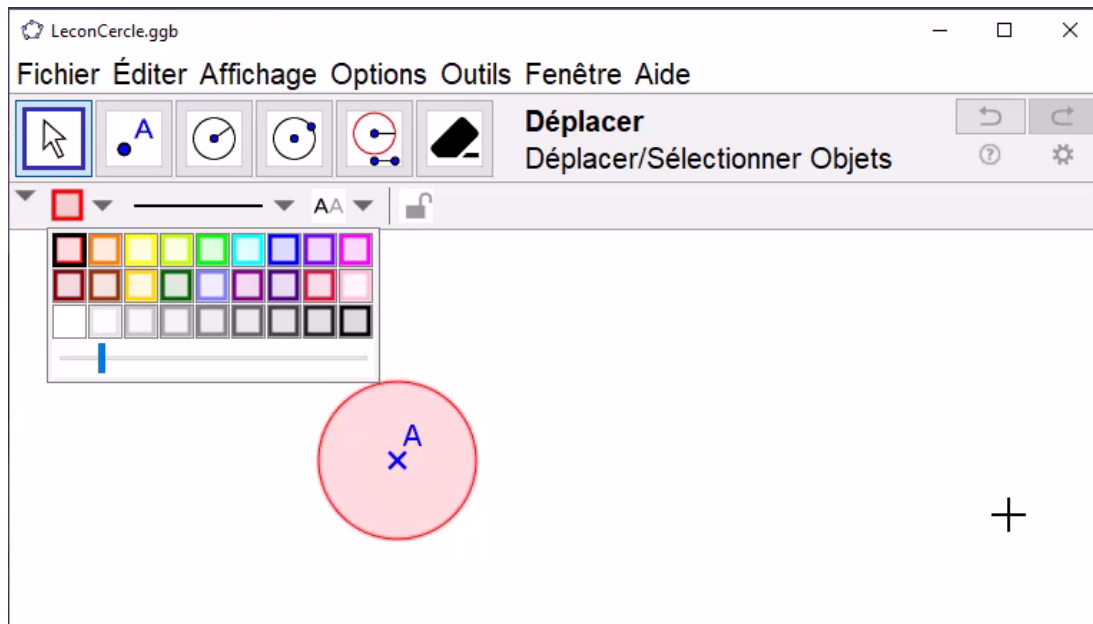 LeconCercle.ggb
Fichier Éditer Affichage Options Outils Fenêtre Aide
A
Déplacer
Déplacer/Sélectionner Objets
AA
A